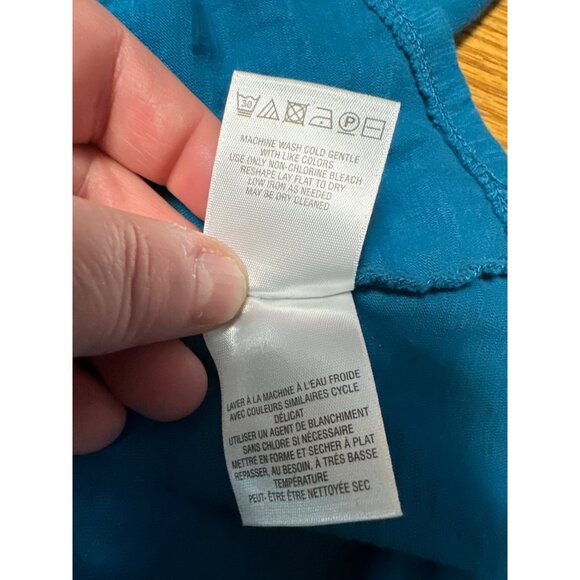 30 P
MACHINE WASH COLD GENTLE
WITH LIKE COLORS
USE ONLY NON-CHLORINE BLEACH
RESHAPE LAY FLAT TO DRY
LOW IRON AS NEEDED
MAY BE DRY CLEANED
LAVER À LA MACHINE À L'EAU FROIDE
AVEC COULEURS SIMILAIRES CYCLE
DÉLICAT
UTILISER UN AGENT DE BLANCHIMENT
SANS CHLORE SI NÉCESSAIRE
METTRE EN FORME ET SÉCHER À PLAT
REPASSER, AU BESOIN, À TRÉS BASSE
TEMPÉRATURE
PEUT- ÊTRE ÊTRE NETTOYÉE SEC